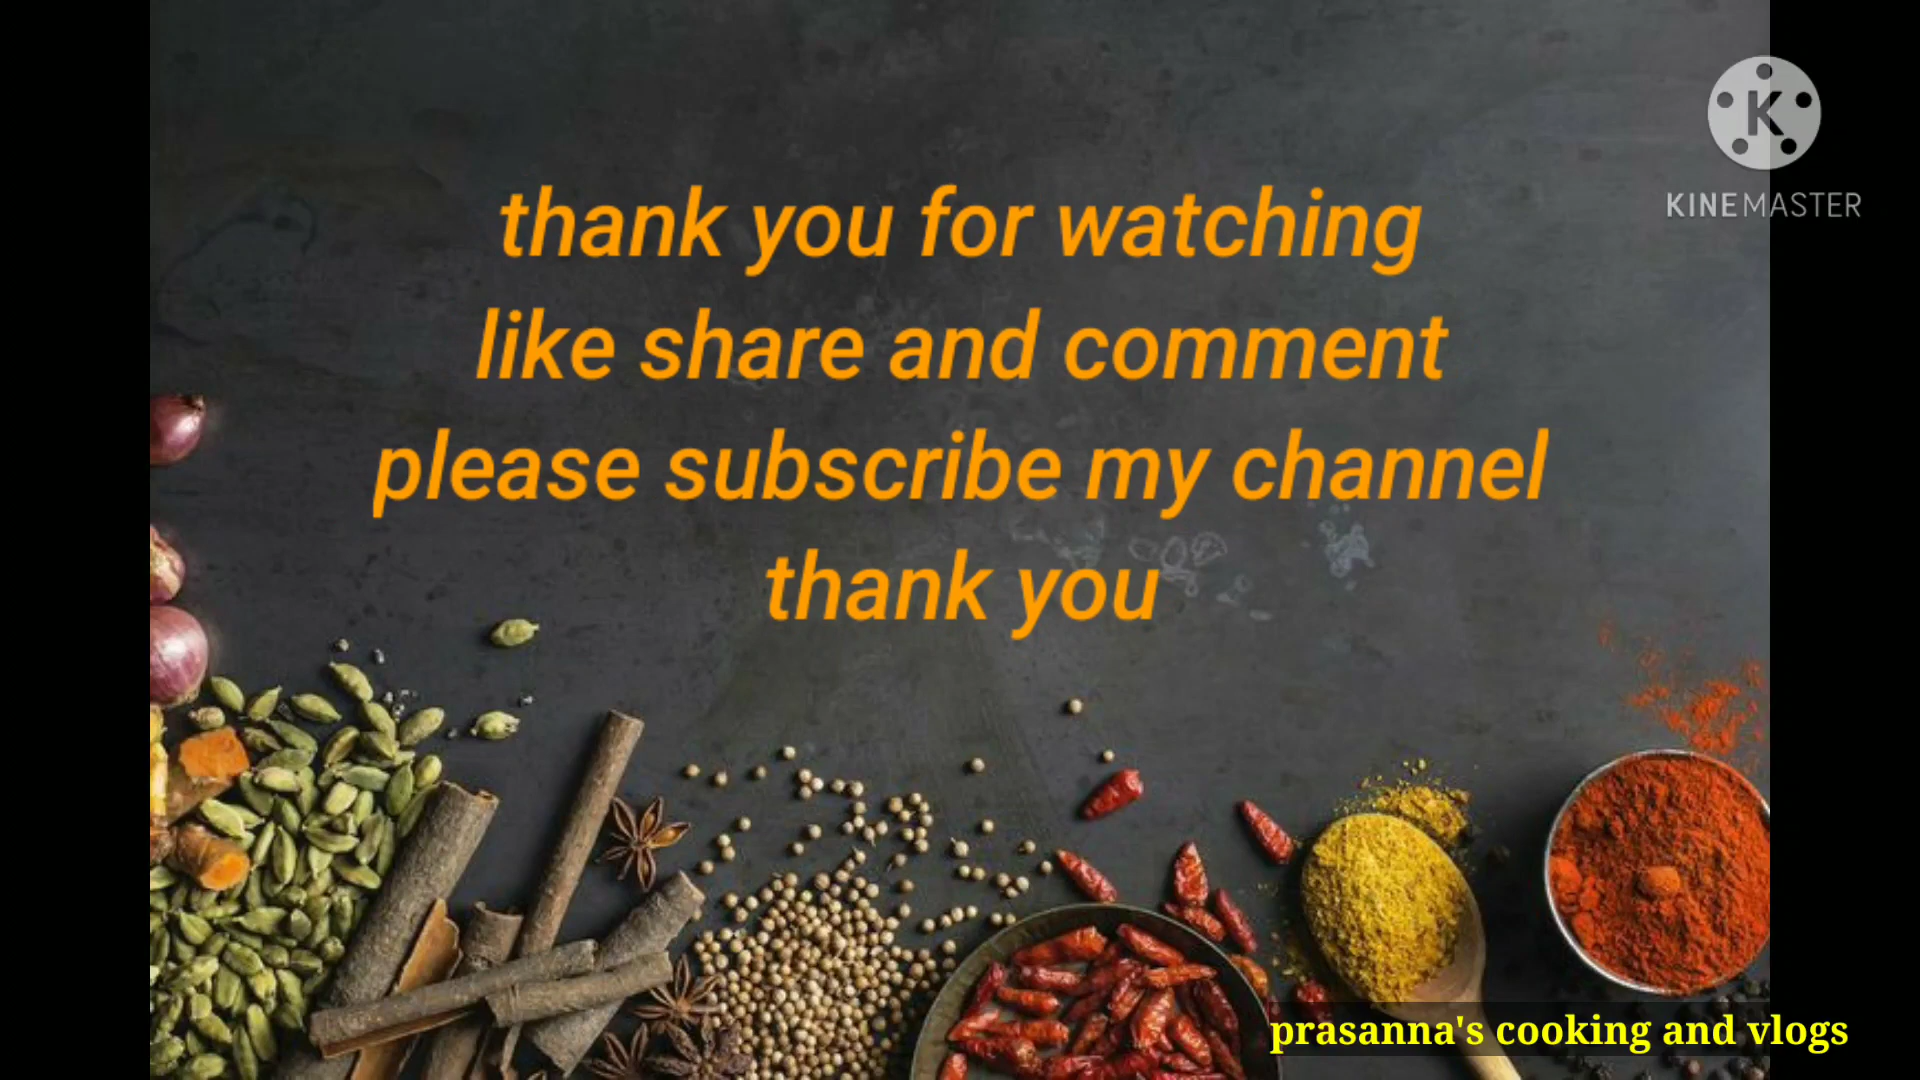 K
KINEMASTER
thank you for watching
like share and comment
please subscribe my channel
thank you
prasanna's cooking and vlogs